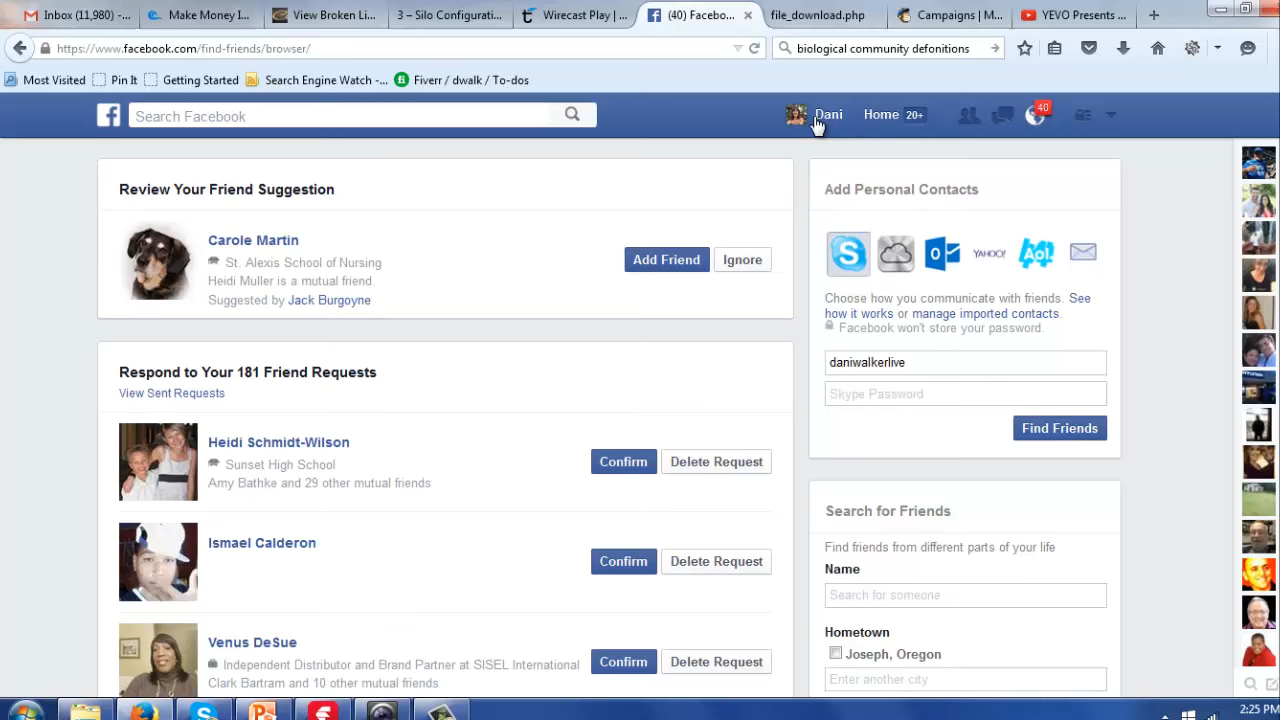 Inbox (11,980) - ...
Make Money I...
View Broken Li...
3 – Silo Configurati...
Wirecast Play | ...
(40) Facebo...
file_download.php
Campaigns | M...
YEVO Presents ...
https://www.facebook.com/find-friends/browser/
biological community defonitions
Most Visited
Pin It
Getting Started
Search Engine Watch -...
Fiverr / dwalk / To-dos
Search Facebook
Dani
Home 20+
40
Review Your Friend Suggestion
Carole Martin
St. Alexis School of Nursing
Heidi Muller is a mutual friend.
Suggested by Jack Burgoyne
Add Friend
Ignore
Respond to Your 181 Friend Requests
View Sent Requests
Heidi Schmidt-Wilson
Sunset High School
Amy Bathke and 29 other mutual friends
Confirm
Delete Request
Ismael Calderon
Confirm
Delete Request
Venus DeSue
Independent Distributor and Brand Partner at SISEL International
Clark Bartram and 10 other mutual friends
Confirm
Delete Request
Add Personal Contacts
YAHOO!
Aol.
Choose how you communicate with friends. See
how it works or manage imported contacts.
Facebook won't store your password.
daniwalkerlive
Skype Password
Find Friends
Search for Friends
Find friends from different parts of your life
Name
Search for someone
Hometown
Joseph, Oregon
Enter another city
2:25 PM